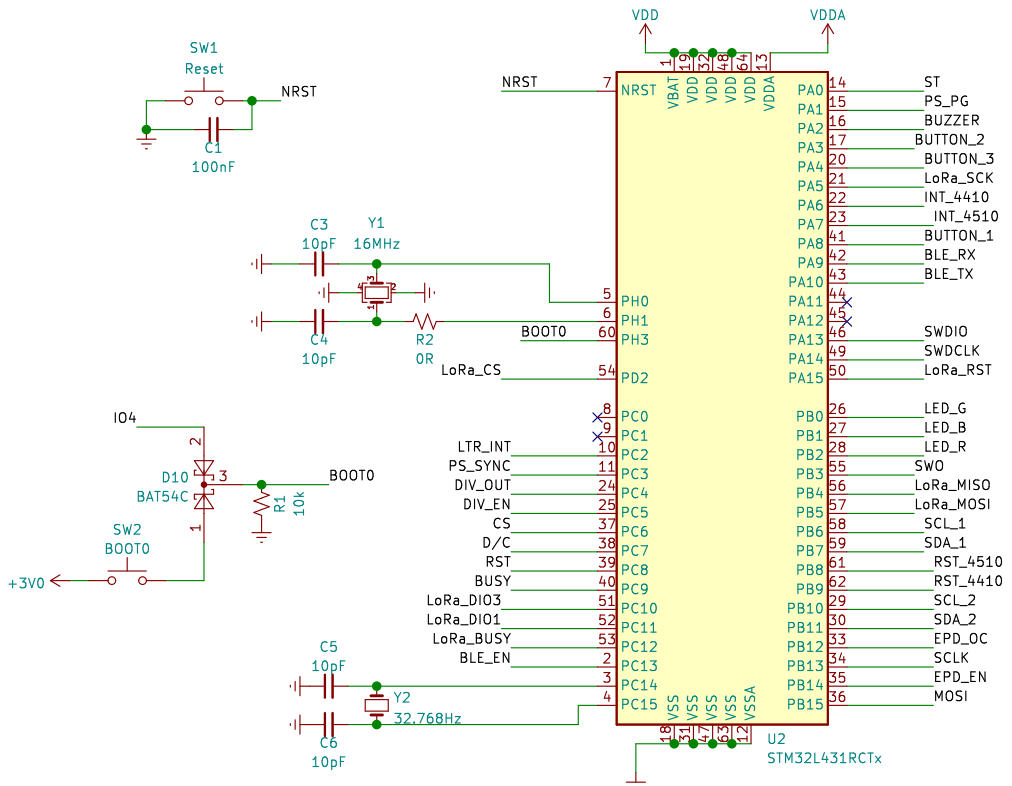 VDD
VDDA
SW1
Reset
NRST
C1
100nF
C3
10pF
Y1
16MHz
3
4
2
1
C4
10pF
R2
0R
IO4
2
D10
BAT54C
3
BOOT0
R1
10k
1
SW2
BOOT0
+3V0
C5
10pF
Y2
32.768Hz
C6
10pF
1
19
32
48
64
13
VBAT
VDD
VDD
VDD
VDD
VDDA
NRST 7 NRST
5 PH0
6 PH1
BOOT0 60 PH3
LoRa_CS 54 PD2
8 PC0
9 PC1
LTR_INT 10 PC2
PS_SYNC 11 PC3
DIV_OUT 24 PC4
DIV_EN 25 PC5
CS 37 PC6
D/C 38 PC7
RST 39 PC8
BUSY 40 PC9
LoRa_DIO3 51 PC10
LoRa_DIO1 52 PC11
LoRa_BUSY 53 PC12
BLE_EN 2 PC13
3 PC14
4 PC15
PA0 14 ST
PA1 15 PS_PG
PA2 16 BUZZER
PA3 17 BUTTON_2
PA4 20 BUTTON_3
PA5 21 LoRa_SCK
PA6 22 INT_4410
PA7 23 INT_4510
PA8 41 BUTTON_1
PA9 42 BLE_RX
PA10 43 BLE_TX
PA11 44
PA12 45
PA13 46 SWDIO
PA14 49 SWDCLK
PA15 50 LoRa_RST
PB0 26 LED_G
PB1 27 LED_B
PB2 28 LED_R
PB3 55 SWO
PB4 56 LoRa_MISO
PB5 57 LoRa_MOSI
PB6 58 SCL_1
PB7 59 SDA_1
PB8 61 RST_4510
PB9 62 RST_4410
PB10 29 SCL_2
PB11 30 SDA_2
PB12 33 EPD_OC
PB13 34 SCLK
PB14 35 EPD_EN
PB15 36 MOSI
VSS
VSS
VSS
VSS
VSSA
18
31
47
63
12
U2
STM32L431RCTx